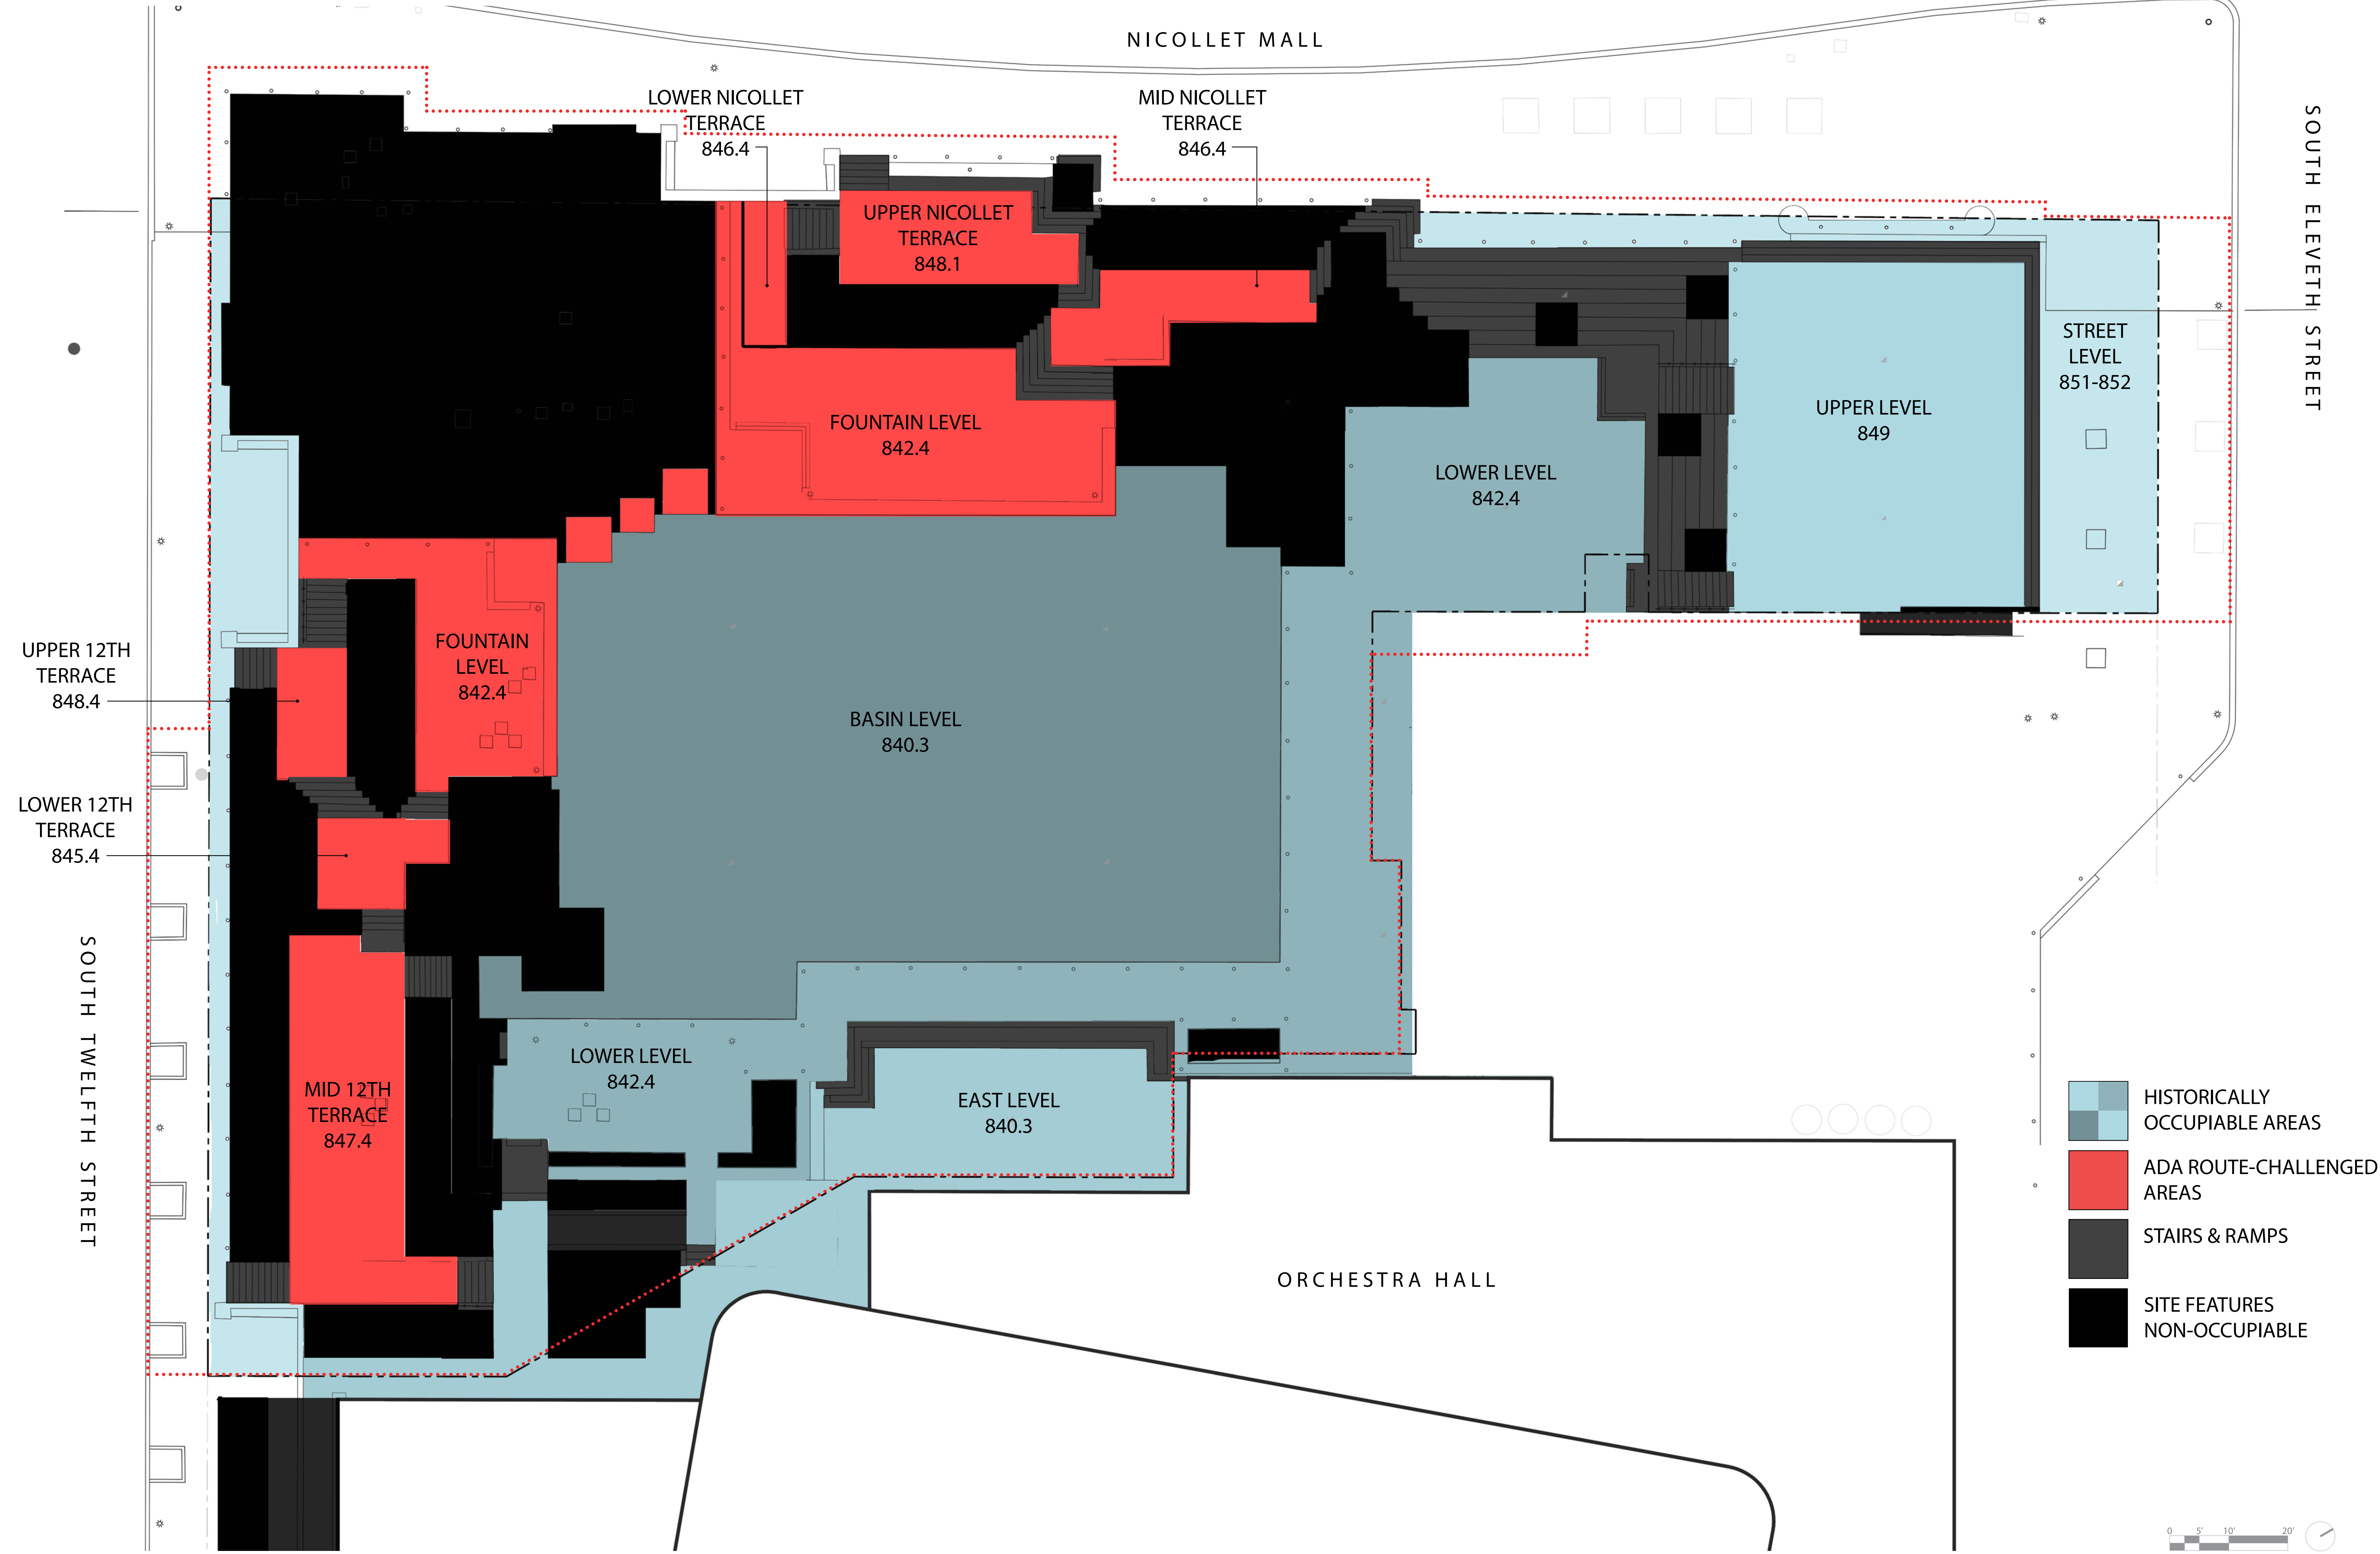 NICOLLET MALL
LOWER NICOLLET
TERRACE
846.4
MID NICOLLET
TERRACE
846.4
SOUTH ELEVETH STREET
UPPER NICOLLET
TERRACE
848.1
STREET
LEVEL
851-852
UPPER LEVEL
849
FOUNTAIN LEVEL
842.4
LOWER LEVEL
842.4
UPPER 12TH
TERRACE
848.4
FOUNTAIN
LEVEL
842.4
BASIN LEVEL
840.3
LOWER 12TH
TERRACE
845.4
SOUTH TWELFTH STREET
MID 12TH
TERRACE
847.4
LOWER LEVEL
842.4
EAST LEVEL
840.3
ORCHESTRA HALL
HISTORICALLY
OCCUPIABLE AREAS
ADA ROUTE-CHALLENGED
AREAS
STAIRS & RAMPS
SITE FEATURES
NON-OCCUPIABLE
0 5' 10' 20'